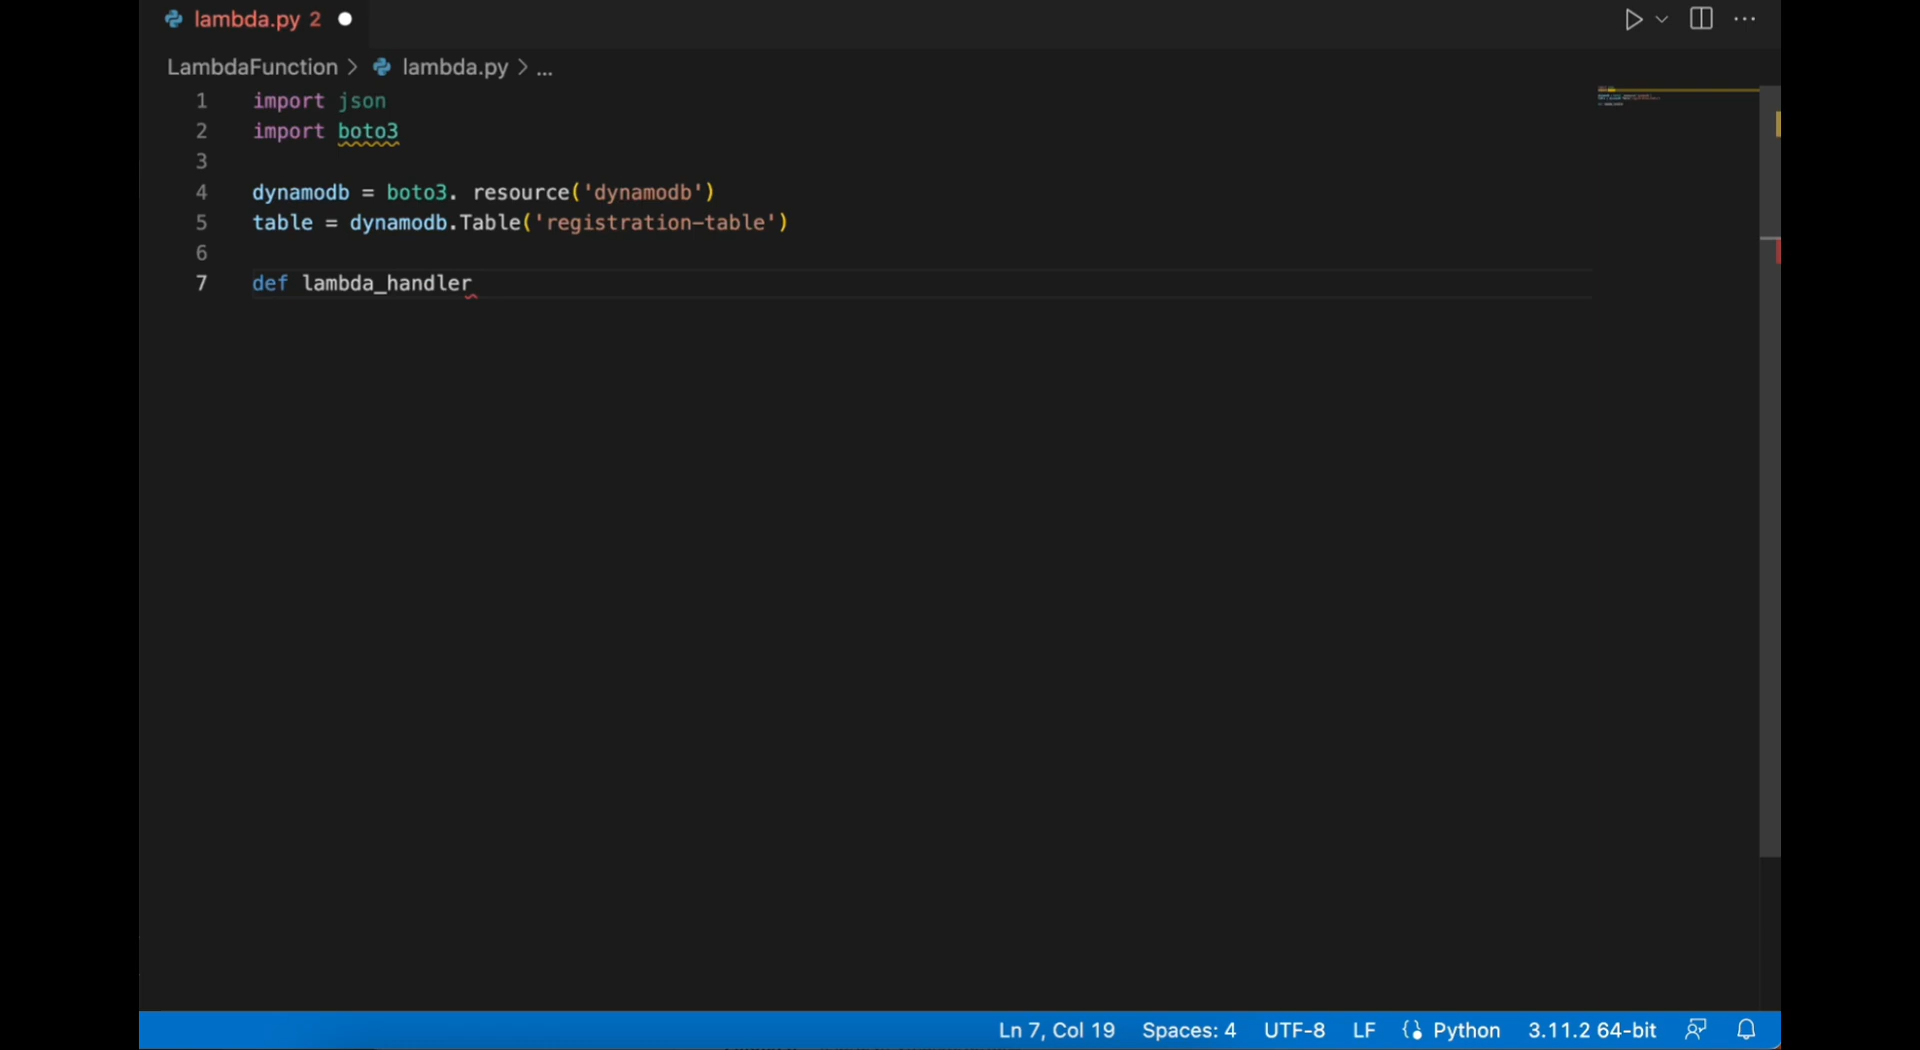 lambda.py 2
LambdaFunction > lambda.py > ...
1 import json
2 import boto3
3
4 dynamodb = boto3. resource('dynamodb')
5 table = dynamodb.Table('registration-table')
6
7 def lambda_handler
Ln 7, Col 19 Spaces: 4 UTF-8 LF Python 3.11.2 64-bit